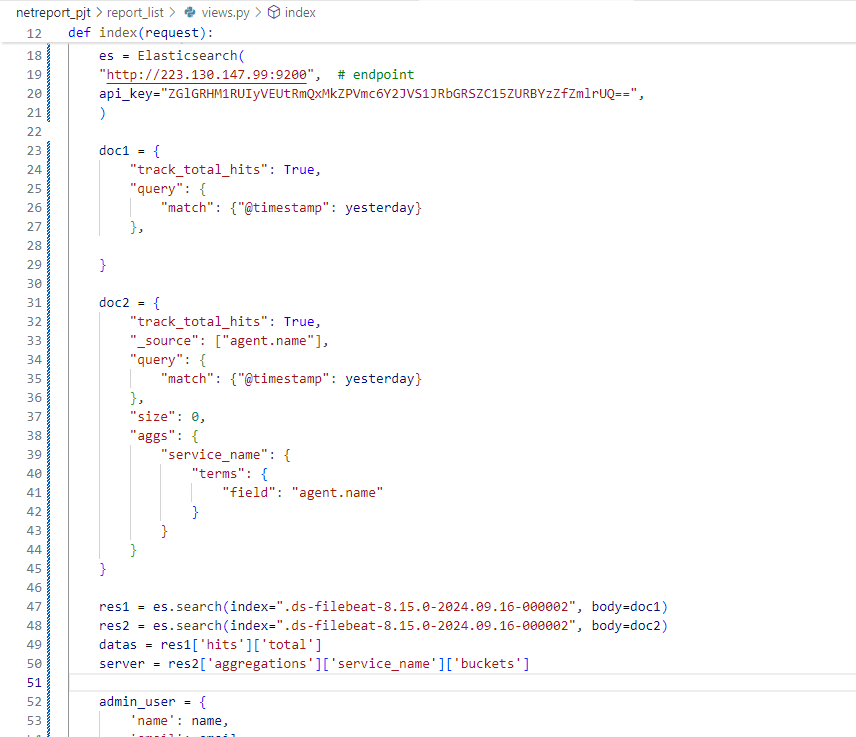 netreport_pjt > report_list > views.py > index
12 def index(request):
18 es = Elasticsearch(
19 "http://223.130.147.99:9200",  # endpoint
20 api_key="ZGlGRHM1RUIyVEUtRmQxMkZPVmc6Y2JVS1JRbGRSZC15ZURBYzZfZmlrUQ==",
21 )
22
23 doc1 = {
24 "track_total_hits": True,
25 "query": {
26 "match": {"@timestamp": yesterday}
27 },
28
29 }
30
31 doc2 = {
32 "track_total_hits": True,
33 "_source": ["agent.name"],
34 "query": {
35 "match": {"@timestamp": yesterday}
36 },
37 "size": 0,
38 "aggs": {
39 "service_name": {
40 "terms": {
41 "field": "agent.name"
42 }
43 }
44 }
45 }
46
47 res1 = es.search(index=".ds-filebeat-8.15.0-2024.09.16-000002", body=doc1)
48 res2 = es.search(index=".ds-filebeat-8.15.0-2024.09.16-000002", body=doc2)
49 datas = res1['hits']['total']
50 server = res2['aggregations']['service_name']['buckets']
51
52 admin_user = {
53 'name': name,